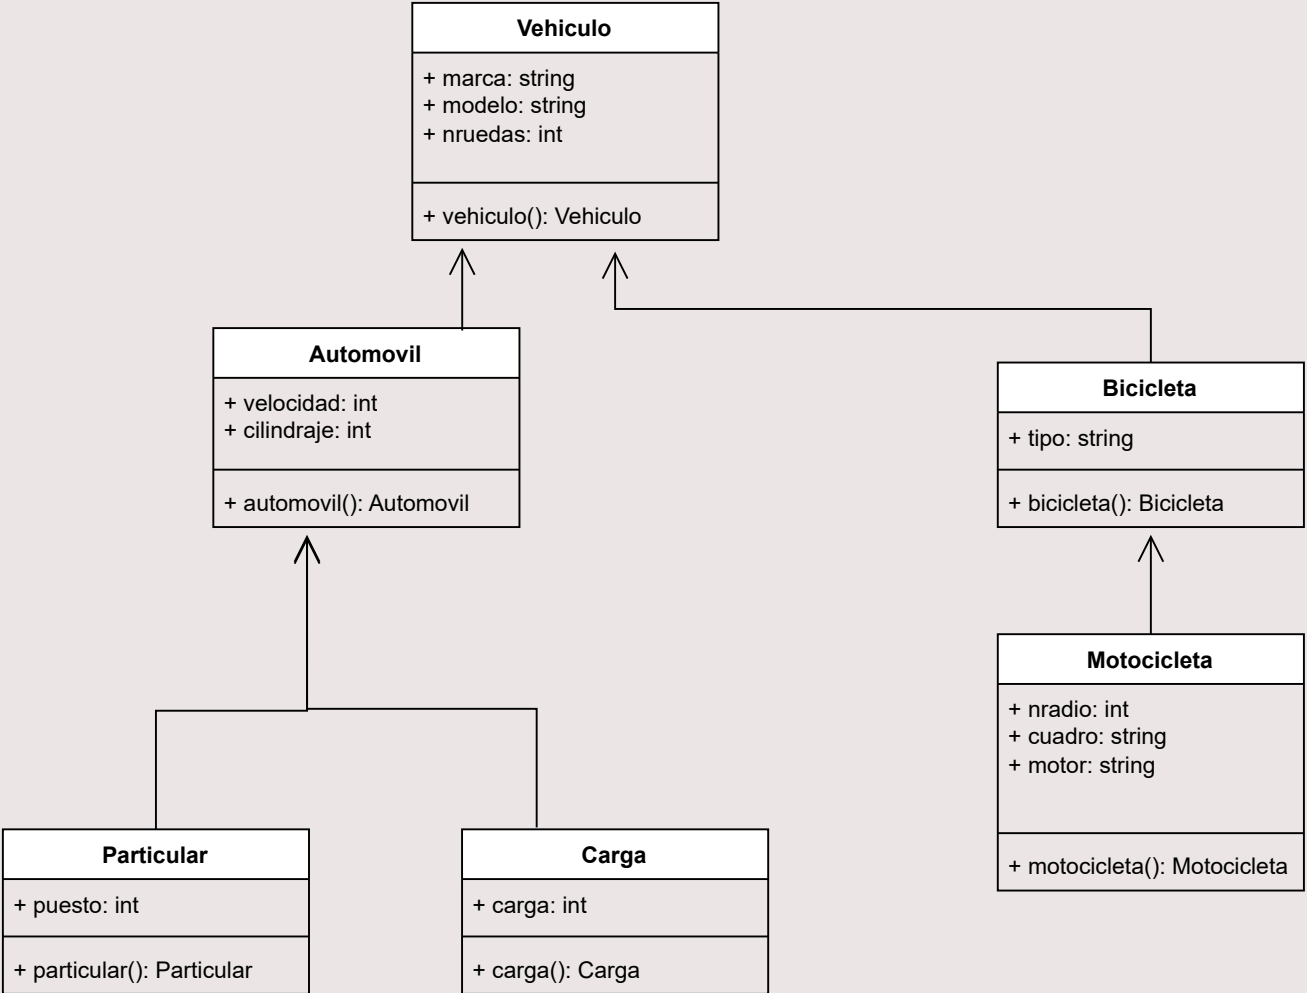 Vehiculo
+ marca: string
+ modelo: string
+ nruedas: int
+ vehiculo(): Vehiculo
Automovil
+ velocidad: int
+ cilindraje: int
+ automovil(): Automovil
Bicicleta
+ tipo: string
+ bicicleta(): Bicicleta
Motocicleta
+ nradio: int
+ cuadro: string
+ motor: string
+ motocicleta(): Motocicleta
Particular
+ puesto: int
+ particular(): Particular
Carga
+ carga: int
+ carga(): Carga